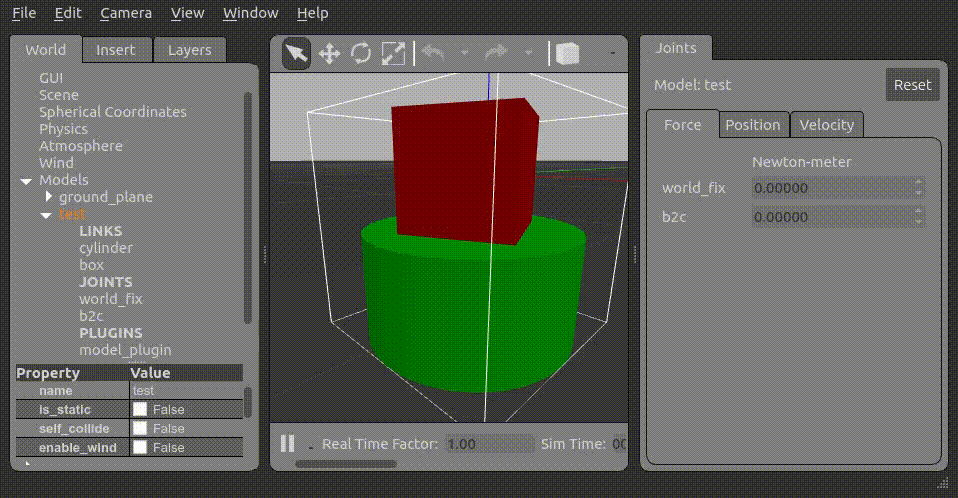 File Edit Camera View Window Help
World Insert Layers
GUI
Scene
Spherical Coordinates
Physics
Atmosphere
Wind
Models
ground_plane
test
LINKS
cylinder
box
JOINTS
world_fix
b2c
PLUGINS
model_plugin
Property Value
name test
is_static False
self_collide False
enable_wind False
Real Time Factor: 1.00 Sim Time: 00
Joints
Model: test Reset
Force Position Velocity
Newton-meter
world_fix 0.00000
b2c 0.00000